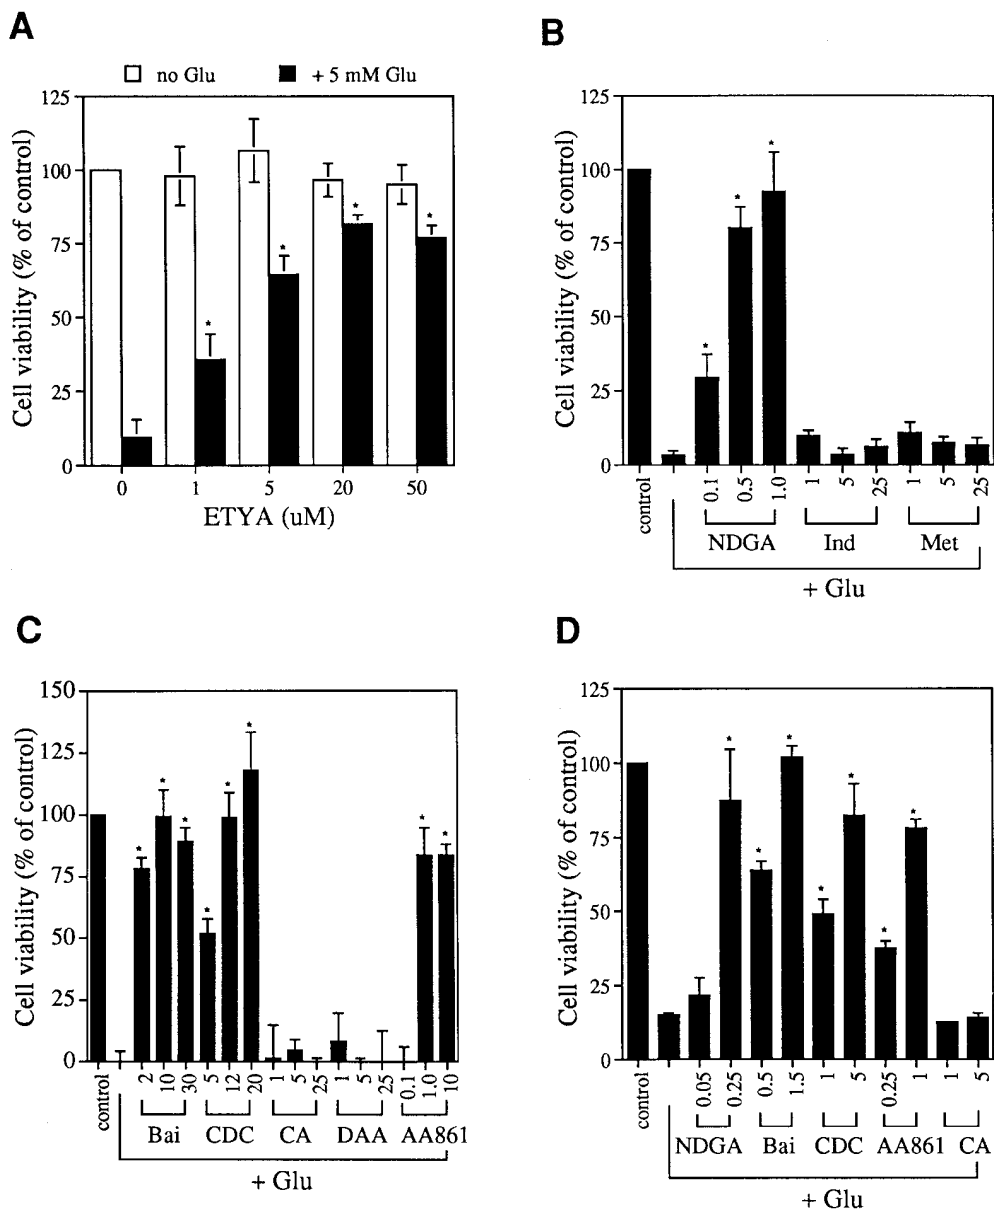 A
no Glu + 5 mM Glu
Cell viability (% of control)
125
100
75
50
25
0
* * * *
0 1 5 20 50
ETYA (uM)
B
Cell viability (% of control)
125
100
75
50
25
0
* * *
control 0.1 0.5 1.0 1 5 25 1 5 25
NDGA Ind Met
+ Glu
C
Cell viability (% of control)
150
125
100
75
50
25
0
* * * * * * * *
control 2 10 30 5 12 20 1 5 25 1 5 25 0.1 1.0 10
Bai CDC CA DAA AA861
+ Glu
D
Cell viability (% of control)
125
100
75
50
25
0
* * * * * * *
control 0.05 0.25 0.5 1.5 1 5 0.25 1 1 5
NDGA Bai CDC AA861 CA
+ Glu